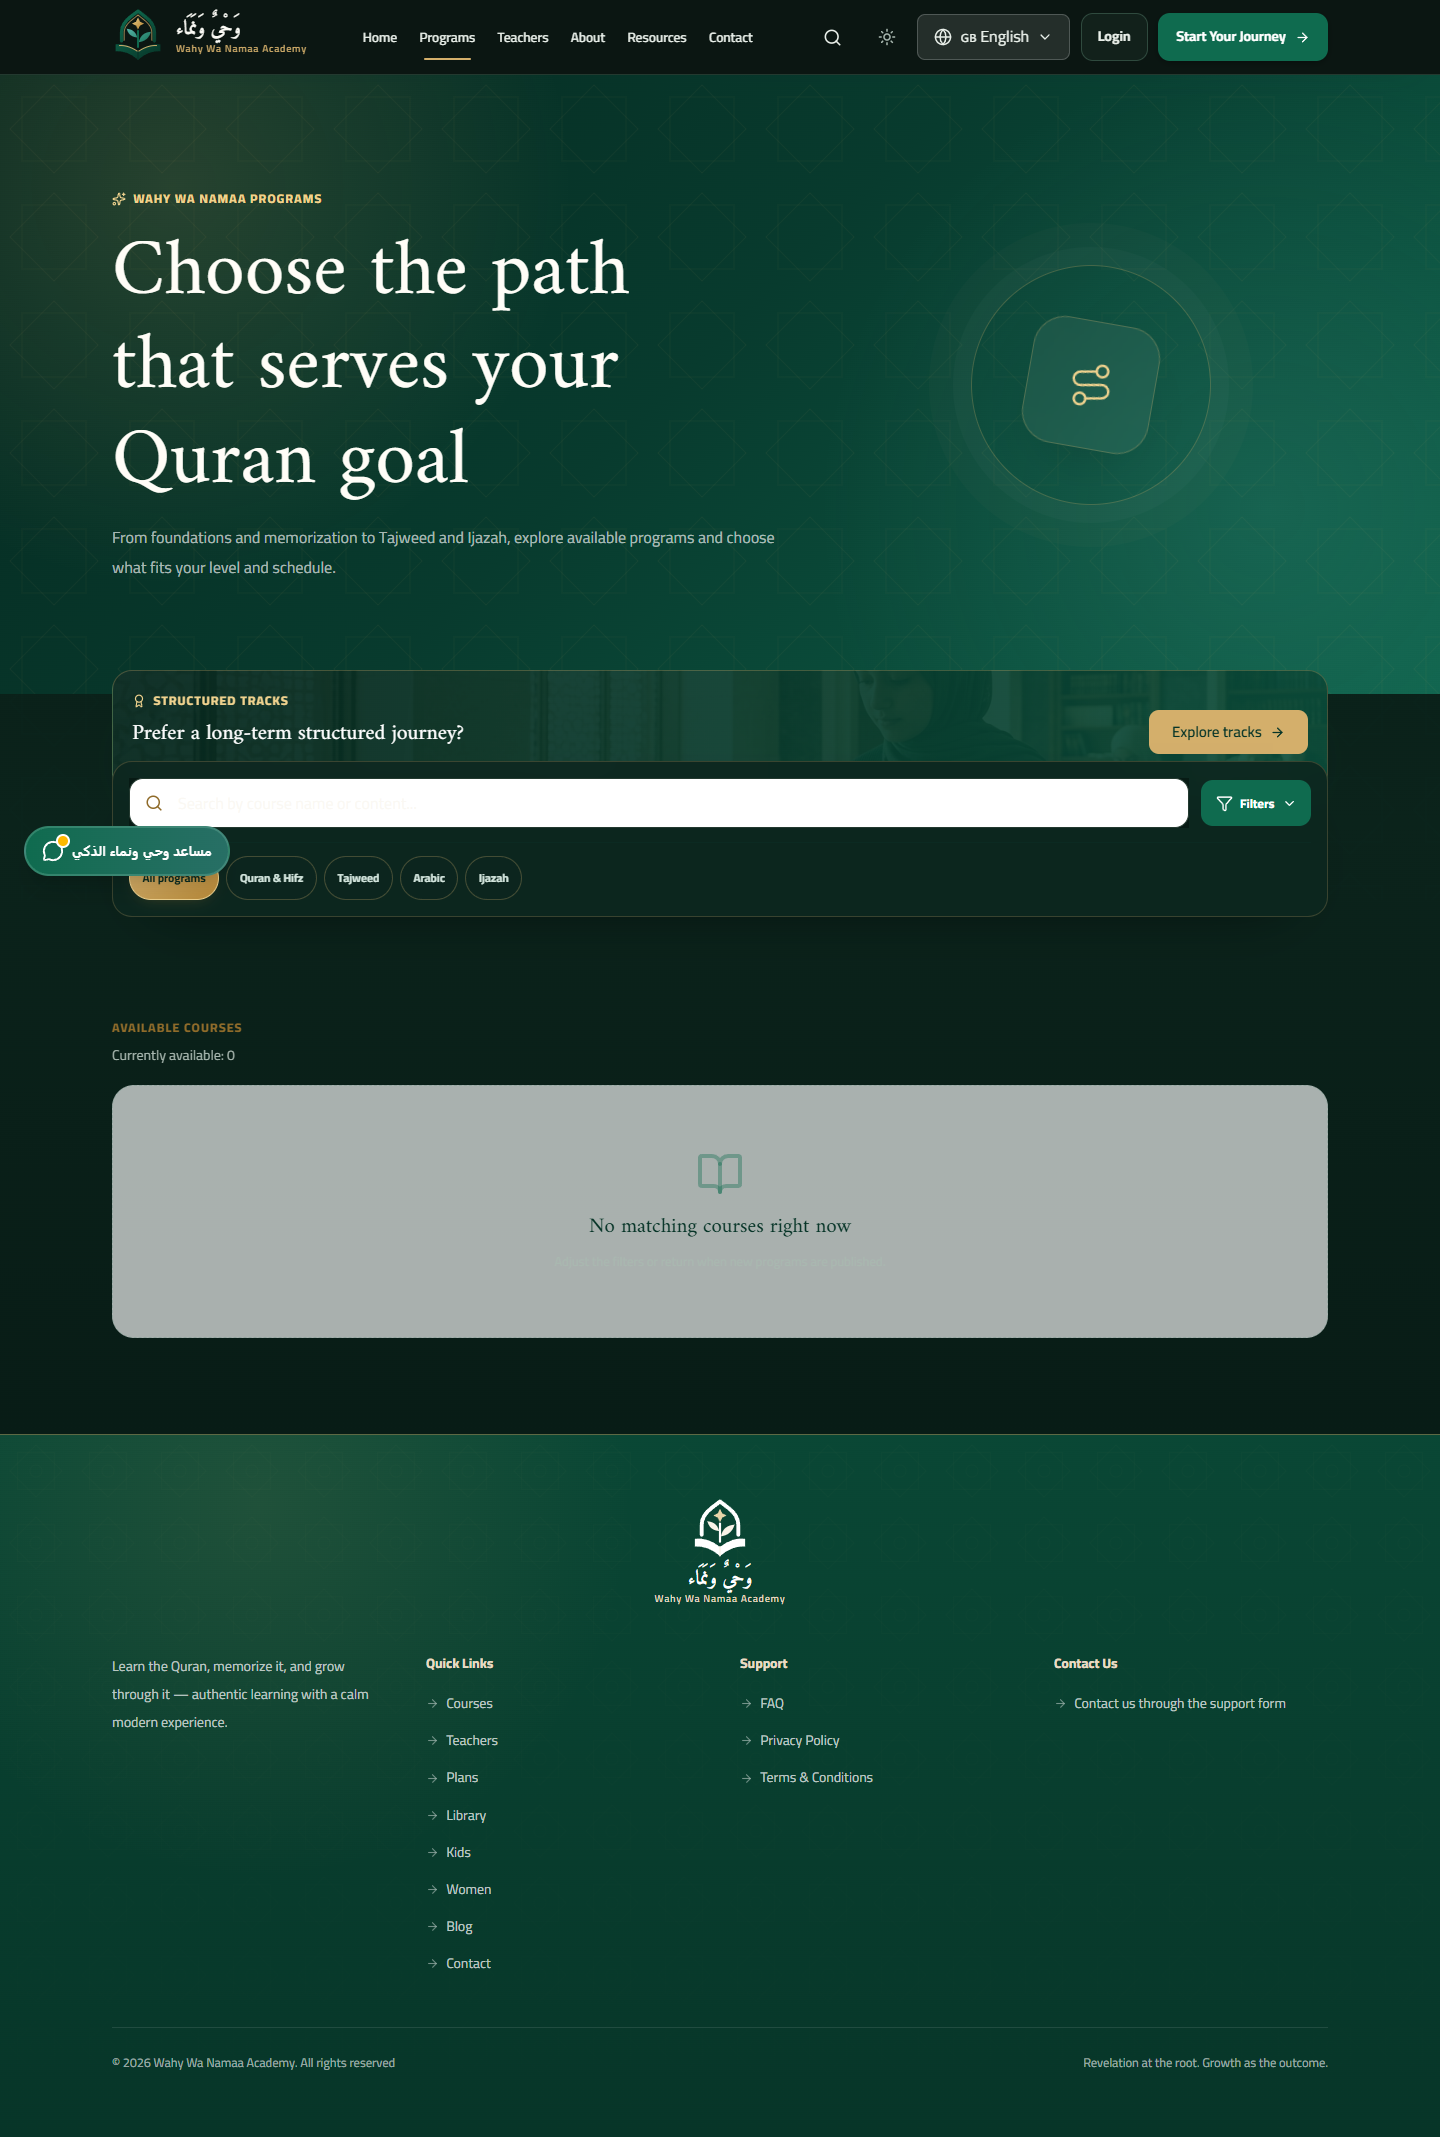 وَحْيٌ وَنَمَاء
Wahy Wa Namaa Academy
Home Programs Teachers About Resources Contact
GB English
Login
Start Your Journey
WAHY WA NAMAA PROGRAMS
Choose the path
that serves your
Quran goal
From foundations and memorization to Tajweed and Ijazah, explore available programs and choose
what fits your level and schedule.
STRUCTURED TRACKS
Prefer a long-term structured journey?
Explore tracks
Search by course name or content...
Filters
مساعد وحي ونماء الذكي
All programs
Quran & Hifz
Tajweed
Arabic
Ijazah
AVAILABLE COURSES
Currently available: 0
No matching courses right now
وَحْيٌ وَنَمَاء
Wahy Wa Namaa Academy
Learn the Quran, memorize it, and grow
through it — authentic learning with a calm
modern experience.
Quick Links
Courses
Teachers
Plans
Library
Kids
Women
Blog
Contact
Support
FAQ
Privacy Policy
Terms & Conditions
Contact Us
Contact us through the support form
© 2026 Wahy Wa Namaa Academy. All rights reserved
Revelation at the root. Growth as the outcome.